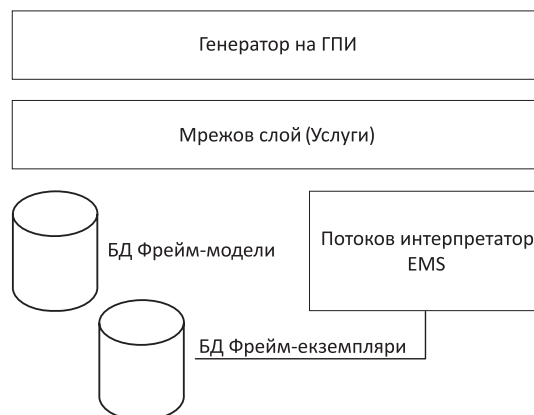 Генератор на ГПИ
Мрежов слой (Услуги)
БД Фрейм-модели
Потоков интерпретатор
EMS
БД Фрейм-екземпляри